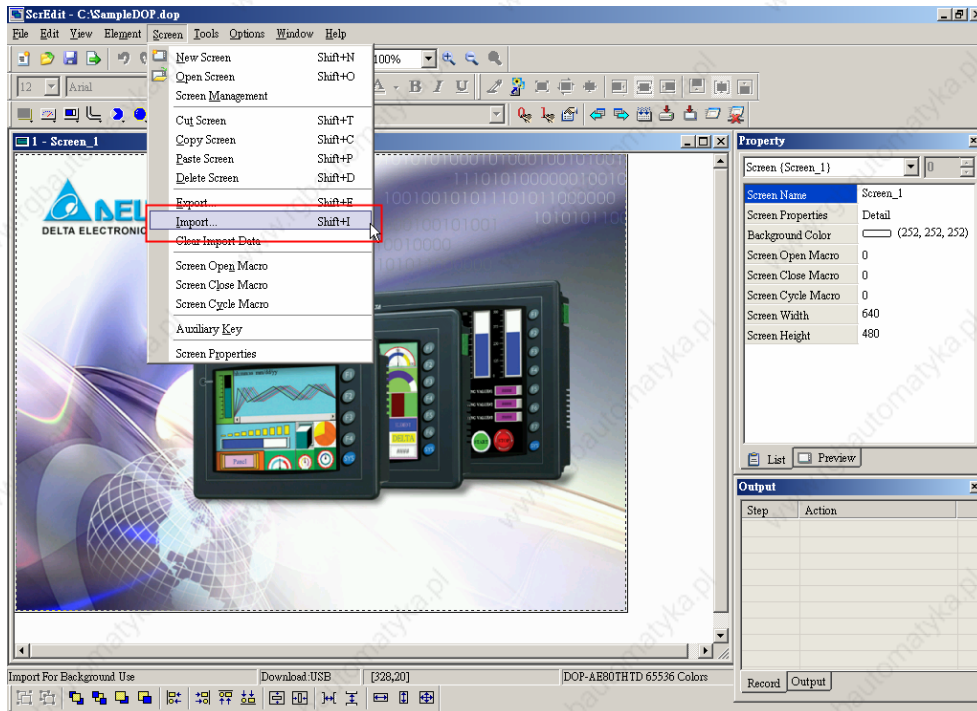 ScrEdit - C:\SampleDOP.dop
File Edit View Element Screen Tools Options Window Help
100%
12 Arial
B I U
1 - Screen_1
New Screen Shift+N
Open Screen Shift+O
Screen Management
Cut Screen Shift+T
Copy Screen Shift+C
Paste Screen Shift+P
Delete Screen Shift+D
Export... Shift+E
Import... Shift+I
Clear Import Data
Screen Open Macro
Screen Close Macro
Screen Cycle Macro
Auxiliary Key
Screen Properties
DELTA ELECTRONIC
Property
Screen {Screen_1} 0
Screen Name Screen_1
Screen Properties Detail
Background Color (252, 252, 252)
Screen Open Macro 0
Screen Close Macro 0
Screen Cycle Macro 0
Screen Width 640
Screen Height 480
List Preview
Output
Step Action
Record Output
Import For Background Use Download:USB [328,20] DOP-AE80THTD 65536 Colors